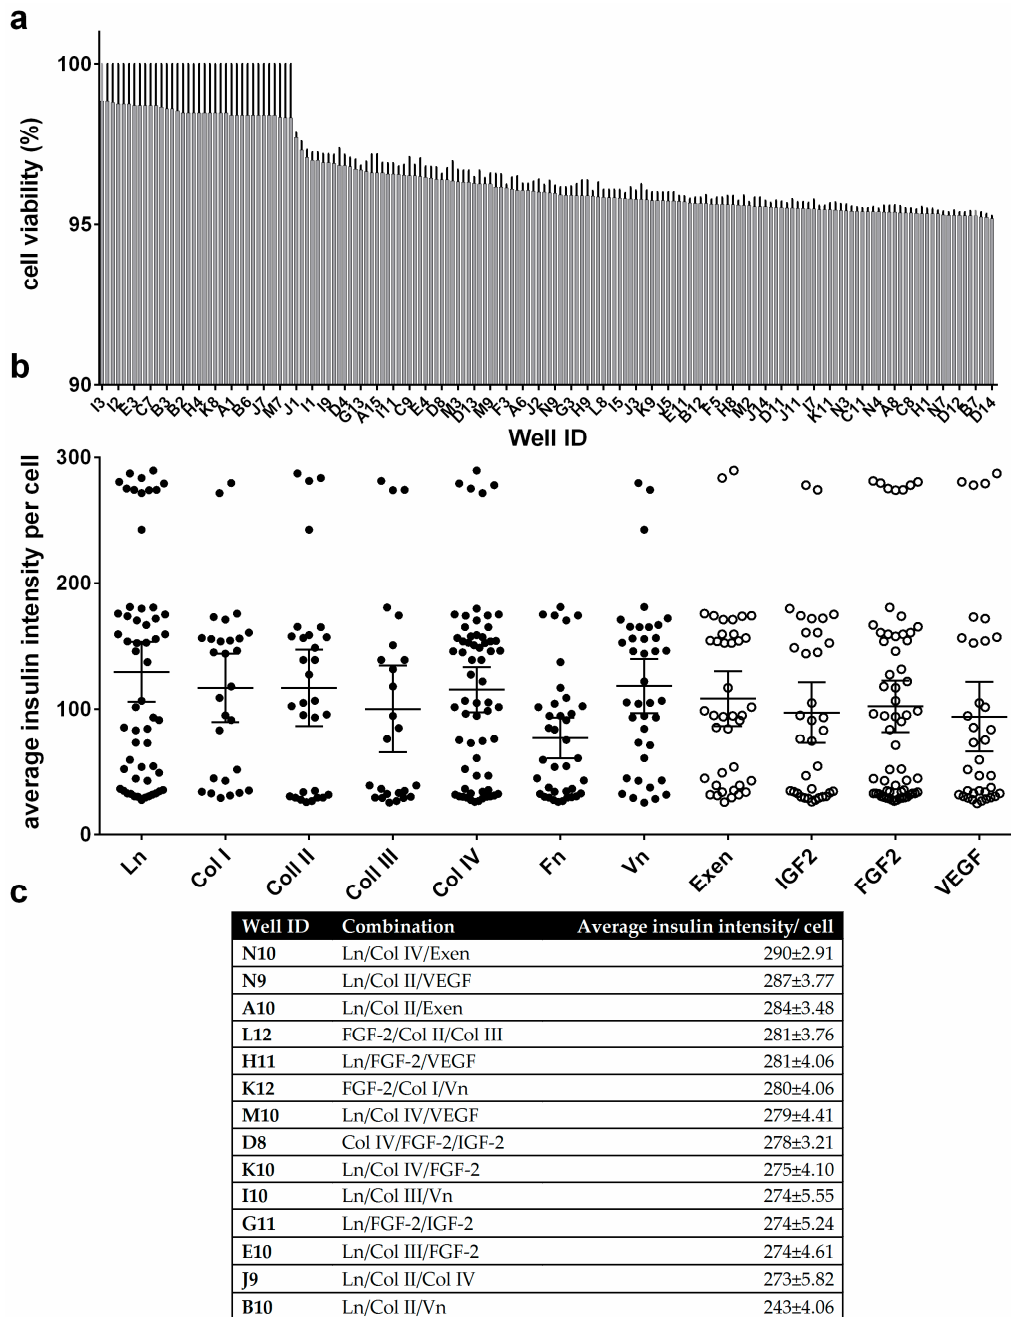 a
cell viability (%)
100
95
90
I3 I2 E3 C7 B3 B2 H4 K8 A1 B6 J7 M7 J1 I1 I9 D4 G13 A15 I11 C9 E4 D8 M3 D13 M9 F3 A6 J2 N9 G3 H9 L8 I5 J3 K9 J5 E11 B12 F5 H8 M2 J14 D11 J11 I7 K11 N3 C11 N4 A8 C8 H1 N7 D12 B7 D14
Well ID
b
average insulin intensity per cell
300
200
100
0
Ln Col I Coll II Coll III Col IV Fn Vn Exen IGF2 FGF2 VEGF
c
Well ID Combination Average insulin intensity/ cell
N10 Ln/Col IV/Exen 290±2.91
N9 Ln/Col II/VEGF 287±3.77
A10 Ln/Col II/Exen 284±3.48
L12 FGF-2/Col II/Col III 281±3.76
H11 Ln/FGF-2/VEGF 281±4.06
K12 FGF-2/Col I/Vn 280±4.06
M10 Ln/Col IV/VEGF 279±4.41
D8 Col IV/FGF-2/IGF-2 278±3.21
K10 Ln/Col IV/FGF-2 275±4.10
I10 Ln/Col III/Vn 274±5.55
G11 Ln/FGF-2/IGF-2 274±5.24
E10 Ln/Col III/FGF-2 274±4.61
J9 Ln/Col II/Col IV 273±5.82
B10 Ln/Col II/Vn 243±4.06